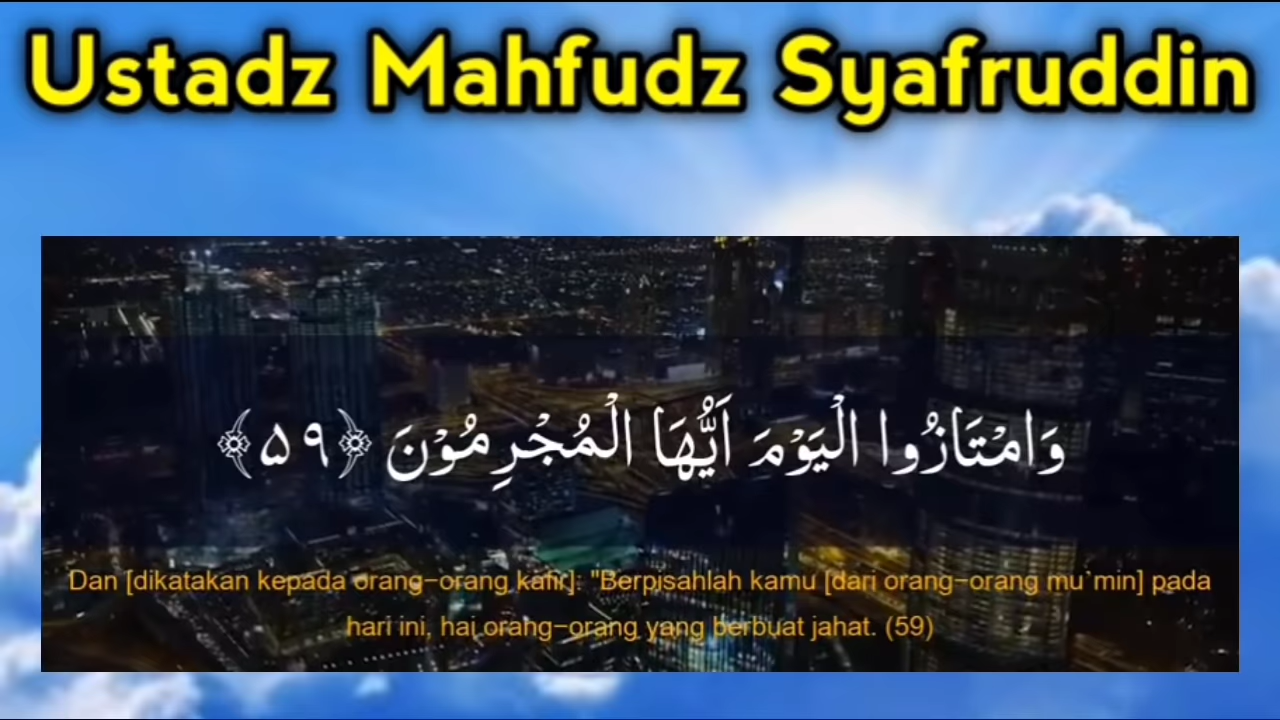 Ustadz Mahfudz Syafruddin
وَامْتَازُوا الْيَوْمَ اَيُّهَا الْمُجْرِمُوْنَ ﴿۵۹﴾
Dan [dikatakan kepada orang-orang kafir]: "Berpisahlah kamu [dari orang-orang mu'min] pada
hari ini, hai orang-orang yang berbuat jahat. (59)